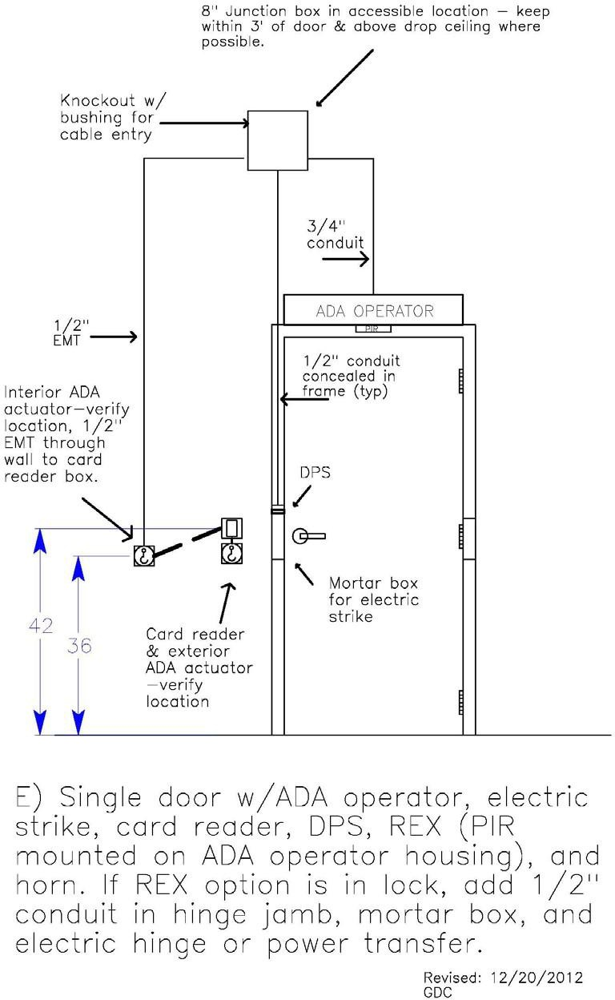 8" Junction box in accessible location – keep
within 3' of door & above drop ceiling where
possible.
Knockout w/
bushing for
cable entry
3/4"
conduit
ADA OPERATOR
PIR
1/2"
EMT
1/2" conduit
concealed in
frame (typ)
Interior ADA
actuator–verify
location, 1/2"
EMT through
wall to card
reader box.
DPS
Mortar box
for electric
strike
42
36
Card reader
& exterior
ADA actuator
–verify
location
E) Single door w/ADA operator, electric
strike, card reader, DPS, REX (PIR
mounted on ADA operator housing), and
horn. If REX option is in lock, add 1/2"
conduit in hinge jamb, mortar box, and
electric hinge or power transfer.
Revised: 12/20/2012
GDC